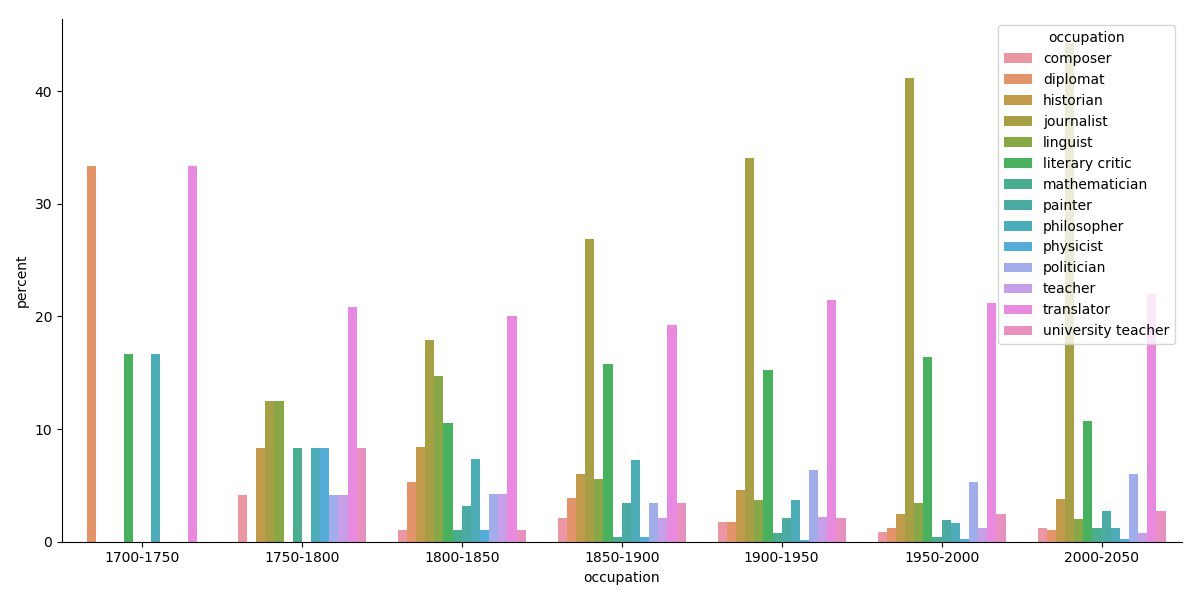 occupation
composer
diplomat
historian
journalist
linguist
literary critic
mathematician
painter
philosopher
physicist
politician
teacher
translator
university teacher
percent
40
30
20
10
0
1700-1750 1750-1800 1800-1850 1850-1900 1900-1950 1950-2000 2000-2050
occupation